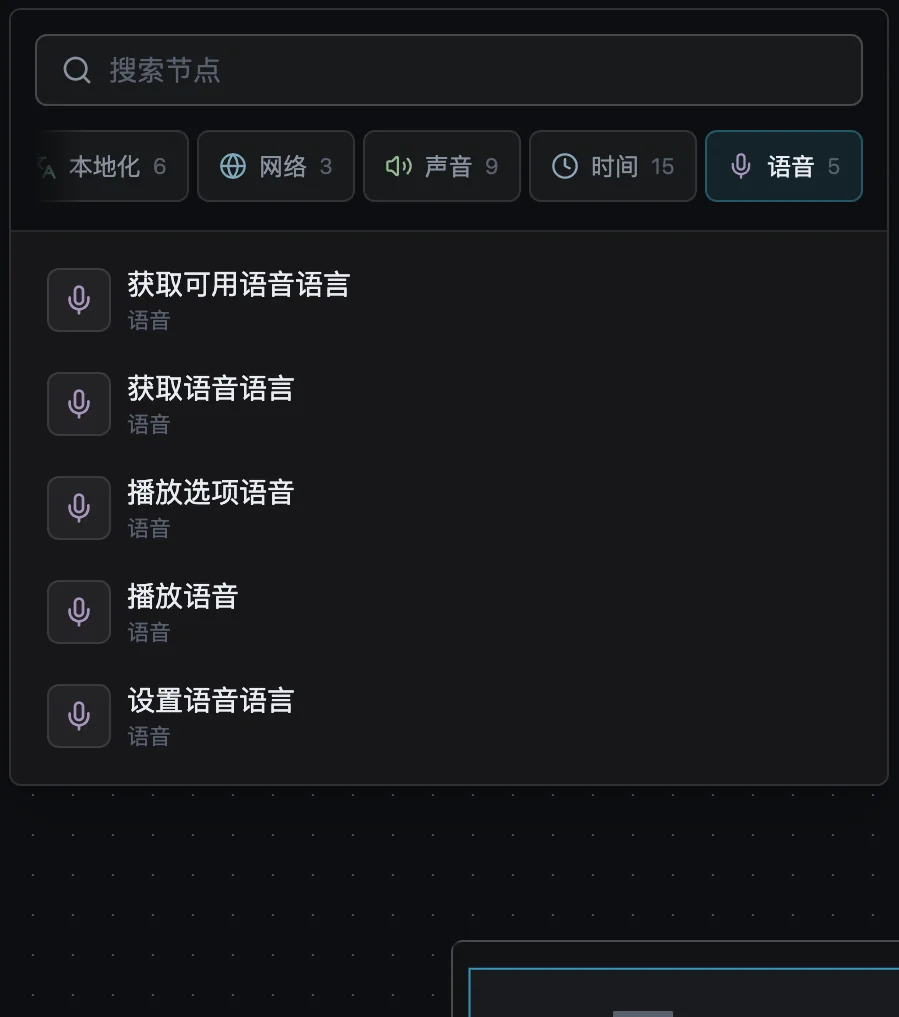 搜索节点
本地化 6 网络 3 声音 9 时间 15 语音 5
获取可用语音语言
语音
获取语音语言
语音
播放选项语音
语音
播放语音
语音
设置语音语言
语音